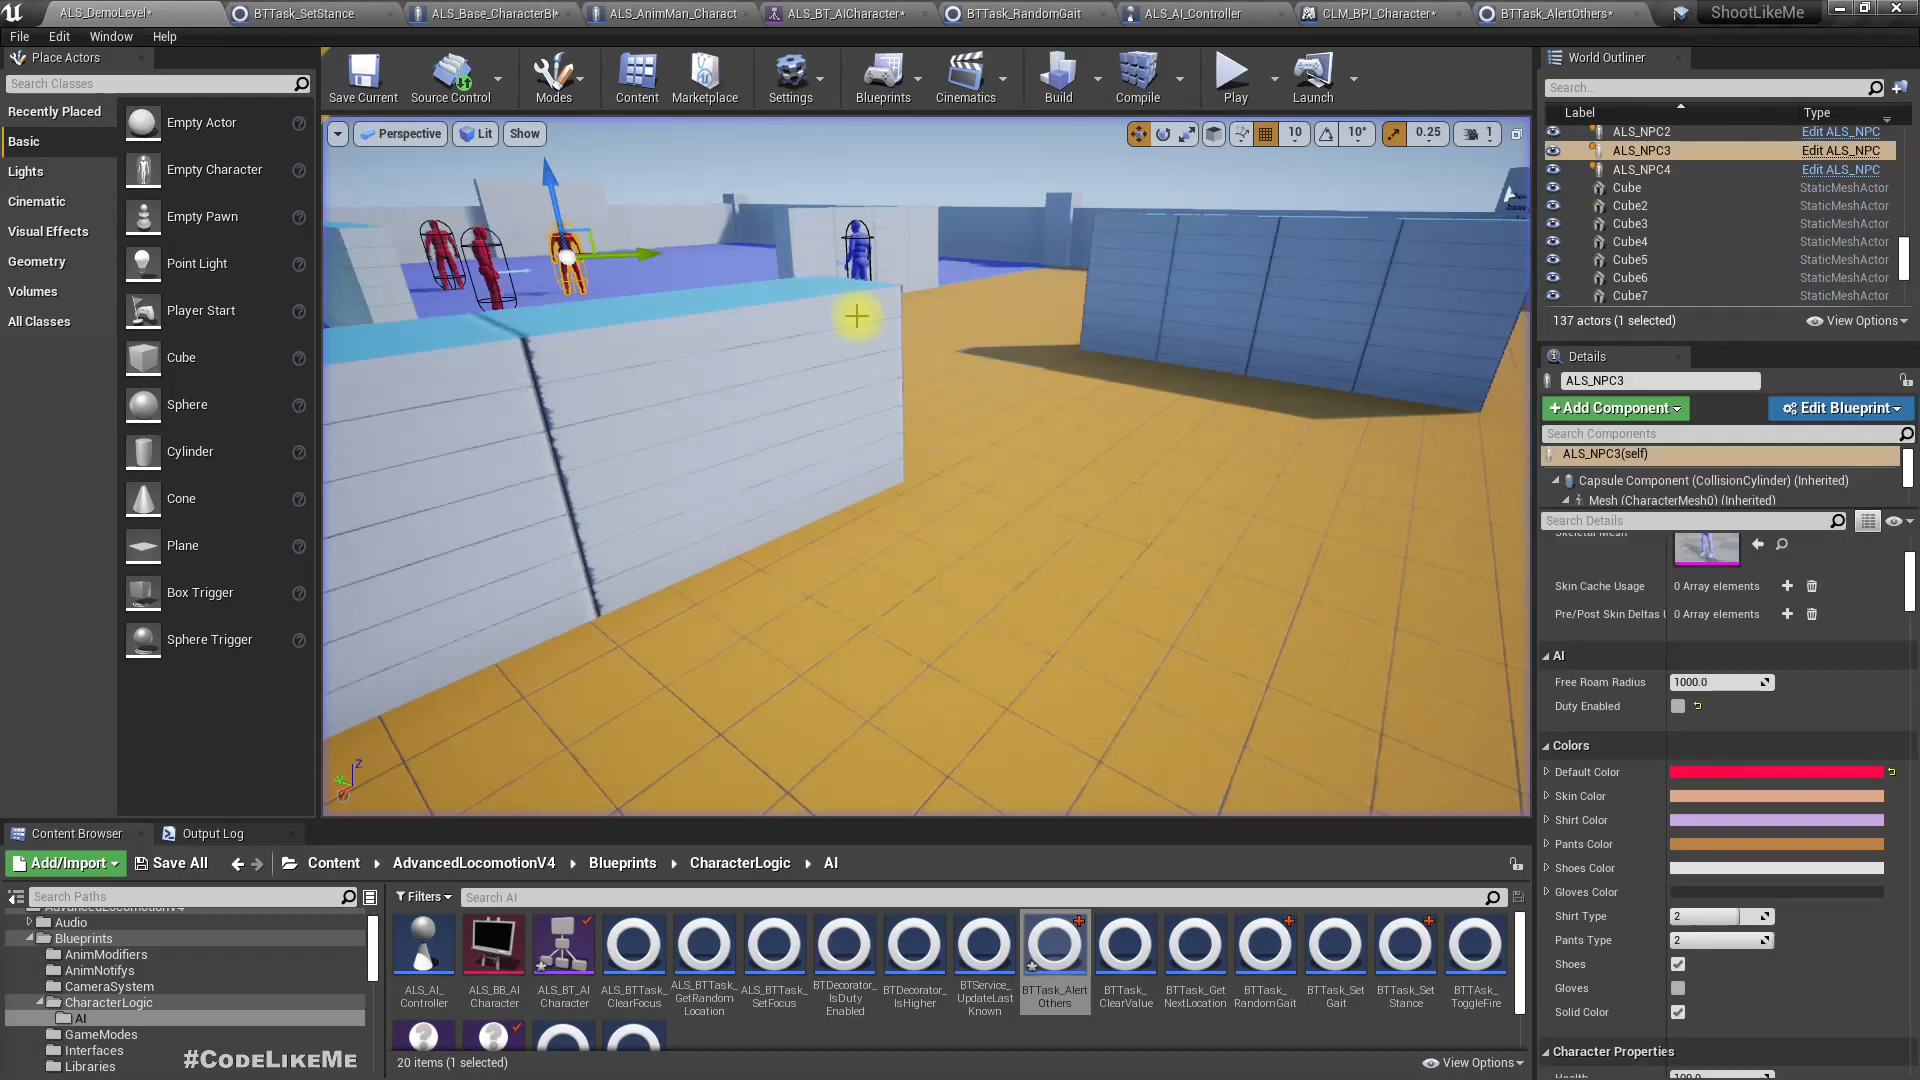 ALS_DemoLevel*
BTTask_SetStance
ALS_Base_CharacterBI*
ALS_AnimMan_Charact
ALS_BT_AICharacter*
BTTask_RandomGait
ALS_AI_Controller
CLM_BPI_Character*
BTTask_AlertOthers*
ShootLikeMe
File Edit Window Help
Place Actors
Search Classes
Recently Placed
Basic
Lights
Cinematic
Visual Effects
Geometry
Volumes
All Classes
Empty Actor
Empty Character
Empty Pawn
Point Light
Player Start
Cube
Sphere
Cylinder
Cone
Plane
Box Trigger
Sphere Trigger
Save Current
Source Control
Modes
Content
Marketplace
Settings
Blueprints
Cinematics
Build
Compile
Play
Launch
Perspective
Lit
Show
10
10°
0.25
1
Z
World Outliner
Search...
Label Type
ALS_NPC2 Edit ALS_NPC
ALS_NPC3 Edit ALS_NPC
ALS_NPC4 Edit ALS_NPC
Cube StaticMeshActor
Cube2 StaticMeshActor
Cube3 StaticMeshActor
Cube4 StaticMeshActor
Cube5 StaticMeshActor
Cube6 StaticMeshActor
Cube7 StaticMeshActor
137 actors (1 selected) View Options
Details
ALS_NPC3
+Add Component Edit Blueprint
Search Components
ALS_NPC3(self)
Capsule Component (CollisionCylinder) (Inherited)
Mesh (CharacterMesh0) (Inherited)
Search Details
Skeletal Mesh
Skin Cache Usage 0 Array elements
Pre/Post Skin Deltas 0 Array elements
AI
Free Roam Radius 1000.0
Duty Enabled
Colors
Default Color
Skin Color
Shirt Color
Pants Color
Shoes Color
Gloves Color
Shirt Type 2
Pants Type 2
Shoes
Gloves
Solid Color
Character Properties
Health 100.0
Content Browser
Output Log
Add/Import Save All Content AdvancedLocomotionV4 Blueprints CharacterLogic AI
Search Paths
Filters
Search AI
AdvancedLocomotionV4
Audio
Blueprints
AnimModifiers
AnimNotifys
CameraSystem
CharacterLogic
AI
GameModes
Interfaces
Libraries
#CodeLikeMe
ALS_AI_
Controller
ALS_BB_AI
Character
ALS_BT_AI
Character
ALS_BTTask_
ClearFocus
ALS_BTTask_
GetRandom
Location
ALS_BTTask_
SetFocus
BTDecorator_
IsDuty
Enabled
BTDecorator_
IsHigher
BTService_
UpdateLast
Known
BTTask_Alert
Others
BTTask_
ClearValue
BTTask_Get
NextLocation
BTTask_
RandomGait
BTTask_Set
Gait
BTTask_Set
Stance
BTTAsk_
ToggleFire
20 items (1 selected)
View Options